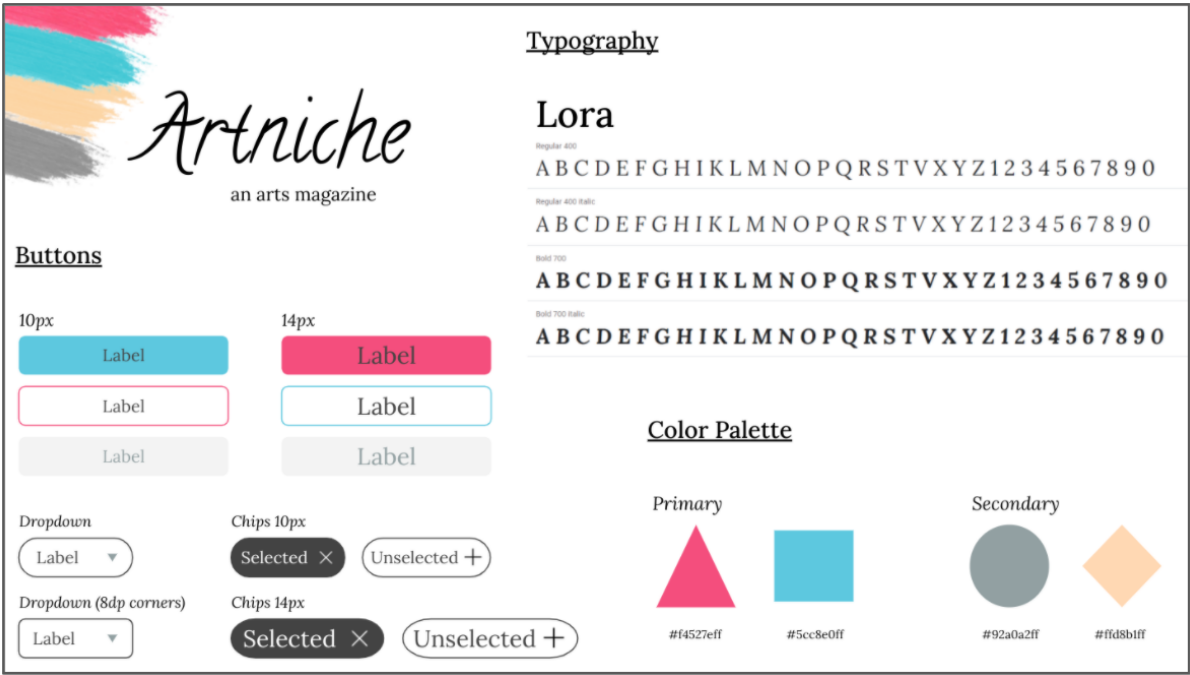 Artniche
an arts magazine
Buttons
10px
14px
Label
Label
Label
Label
Label
Label
Dropdown
Chips 10px
Label
Selected
Unselected
Dropdown (8dp corners)
Chips 14px
Label
Selected
Unselected
Typography
Lora
Regular 400
A B C D E F G H I K L M N O P Q R S T V X Y Z 1 2 3 4 5 6 7 8 9 0
Regular 400 Italic
A B C D E F G H I K L M N O P Q R S T V X Y Z 1 2 3 4 5 6 7 8 9 0
Bold 700
A B C D E F G H I K L M N O P Q R S T V X Y Z 1 2 3 4 5 6 7 8 9 0
Bold 700 Italic
A B C D E F G H I K L M N O P Q R S T V X Y Z 1 2 3 4 5 6 7 8 9 0
Color Palette
Primary
Secondary
#f4527eff
#5cc8e0ff
#92a0a2ff
#ffd8b1ff